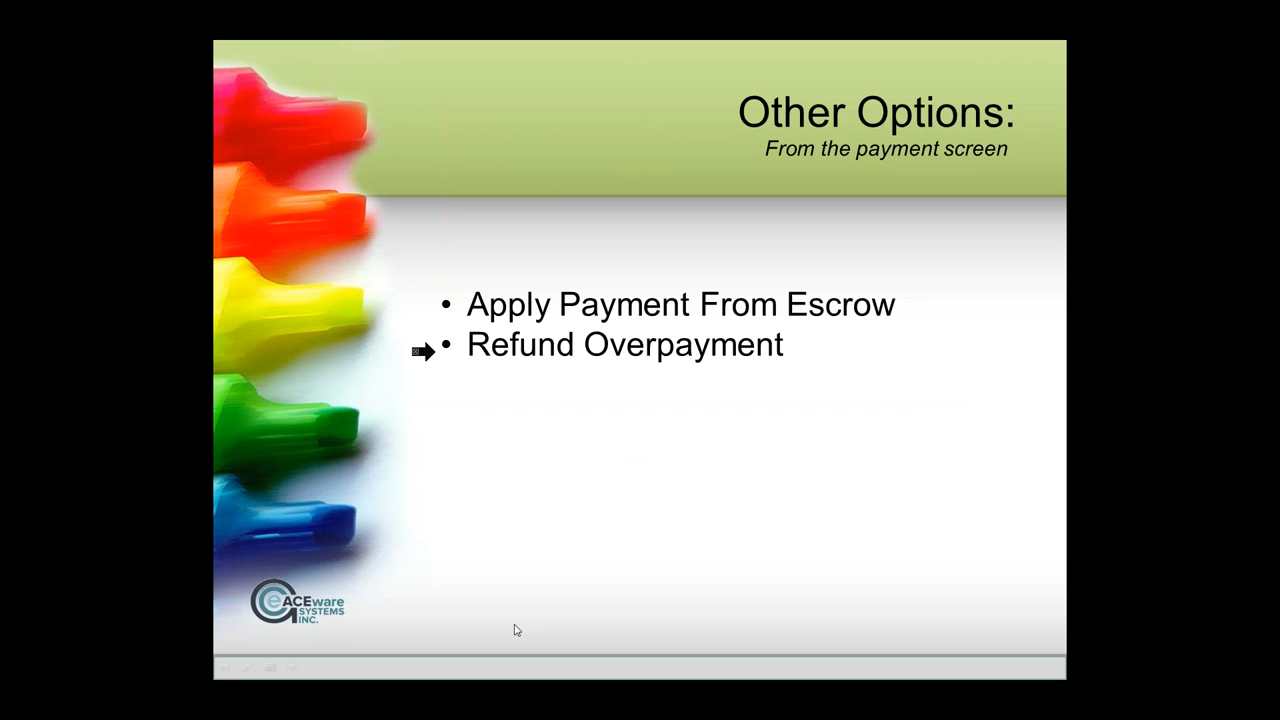 Other Options:
From the payment screen
• Apply Payment From Escrow
• Refund Overpayment
ACEware
SYSTEMS
INC.